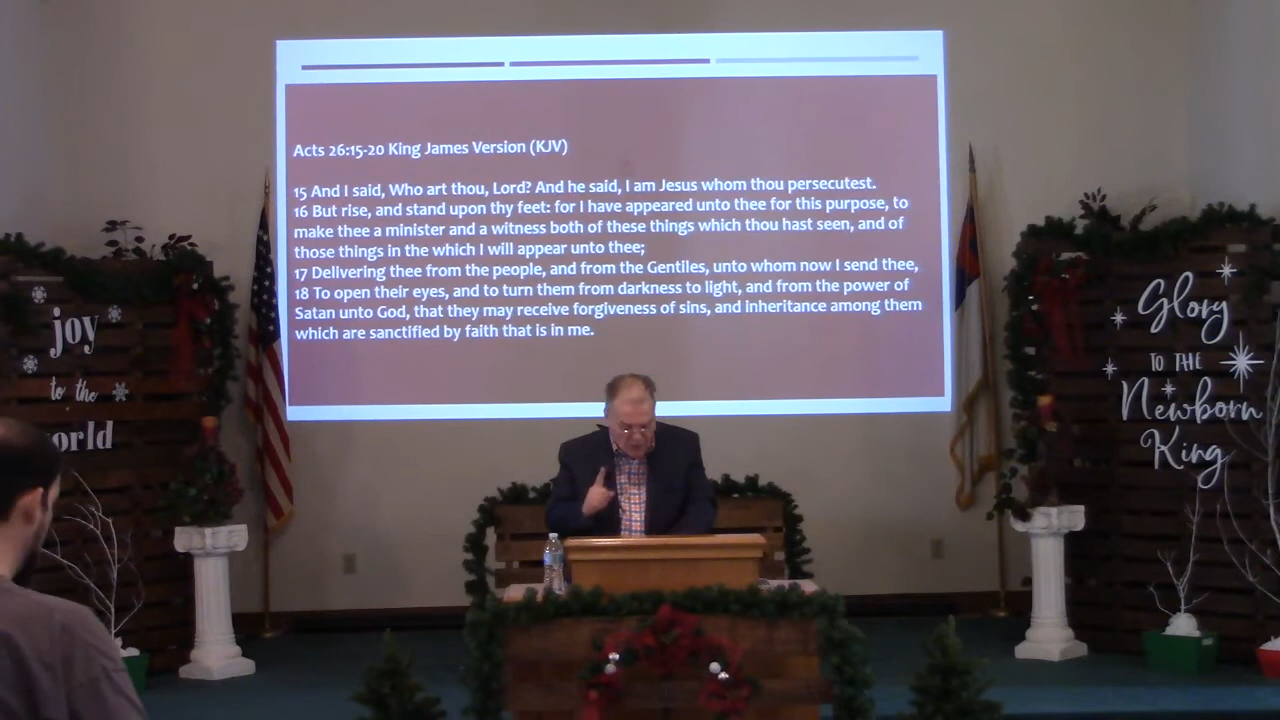 Acts 26:15-20 King James Version (KJV)
15 And I said, Who art thou, Lord? And he said, I am Jesus whom thou persecutest.
16 But rise, and stand upon thy feet: for I have appeared unto thee for this purpose, to
make thee a minister and a witness both of these things which thou hast seen, and of
those things in the which I will appear unto thee;
17 Delivering thee from the people, and from the Gentiles, unto whom now I send thee,
18 To open their eyes, and to turn them from darkness to light, and from the power of
Satan unto God, that they may receive forgiveness of sins, and inheritance among them
which are sanctified by faith that is in me.
joy
to the
orld
Glory
TO THE
Newborn
King